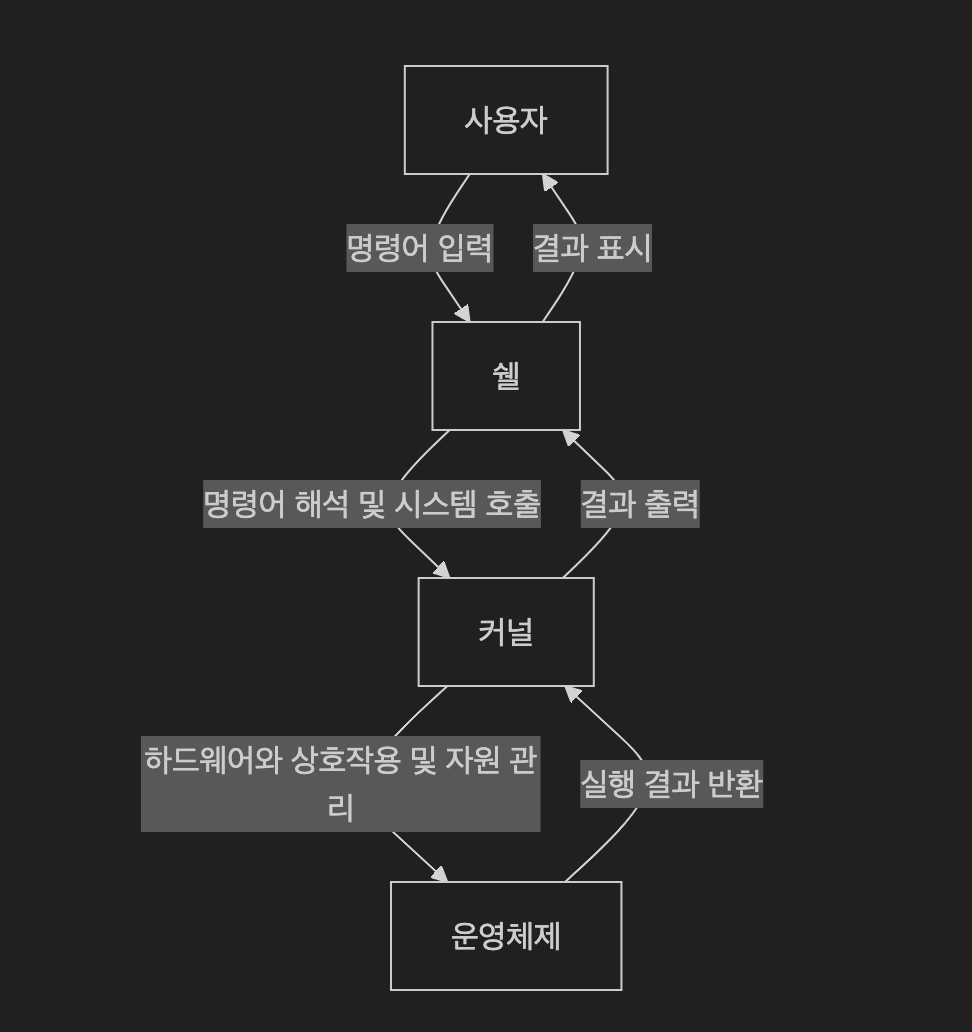 사용자
명령어 입력
결과 표시
쉘
명령어 해석 및 시스템 호출
결과 출력
커널
하드웨어와 상호작용 및 자원 관
리
실행 결과 반환
운영체제